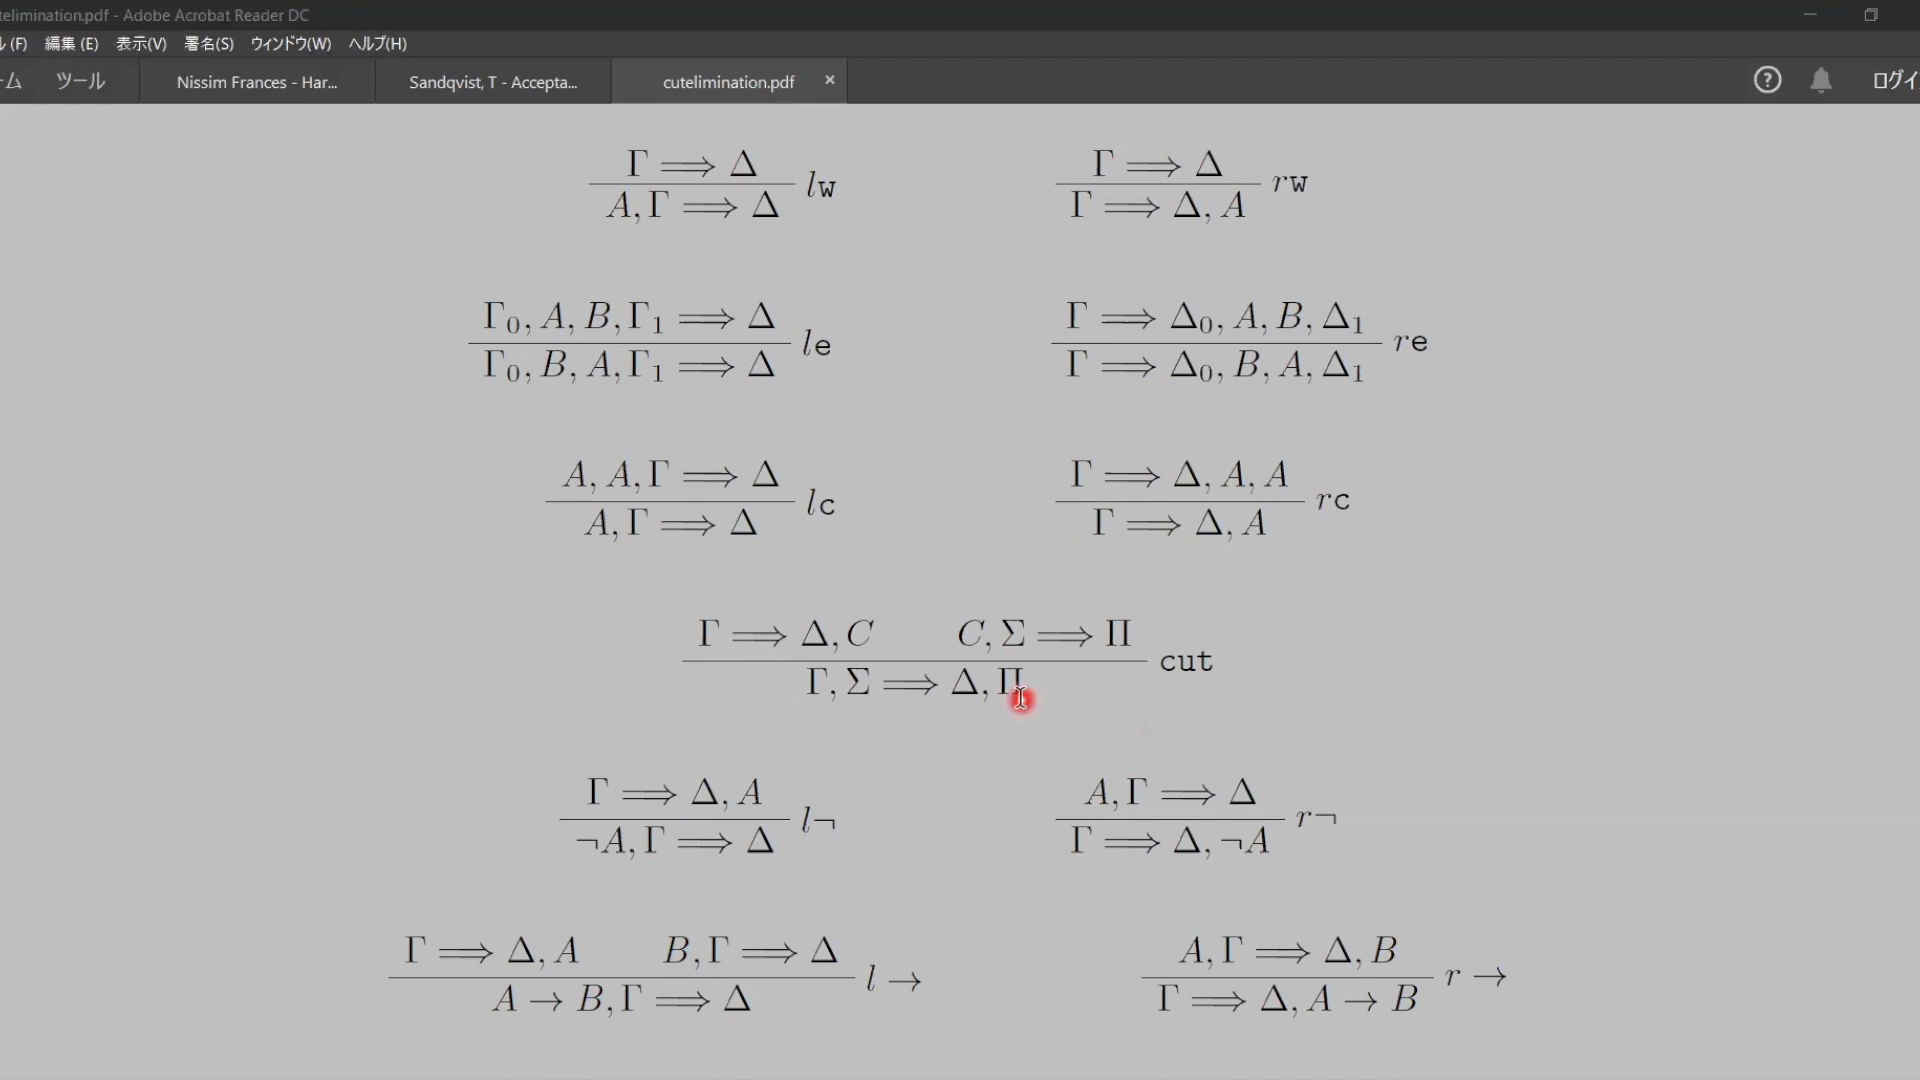 telimination.pdf - Adobe Acrobat Reader DC
ル(F) 編集(E) 表示(V) 署名(S) ウィンドウ(W) ヘルプ(H)
ーム ツール Nissim Frances - Har... Sandqvist, T - Accepta... cutelimination.pdf × ? ログイ
Γ ⟹ Δ
A, Γ ⟹ Δ lw
Γ ⟹ Δ
Γ ⟹ Δ, A rw
Γ₀, A, B, Γ₁ ⟹ Δ
Γ₀, B, A, Γ₁ ⟹ Δ le
Γ ⟹ Δ₀, A, B, Δ₁
Γ ⟹ Δ₀, B, A, Δ₁ re
A, A, Γ ⟹ Δ
A, Γ ⟹ Δ lc
Γ ⟹ Δ, A, A
Γ ⟹ Δ, A rc
Γ ⟹ Δ, C C, Σ ⟹ Π
Γ, Σ ⟹ Δ, Π cut
Γ ⟹ Δ, A
¬A, Γ ⟹ Δ l¬
A, Γ ⟹ Δ
Γ ⟹ Δ, ¬A r¬
Γ ⟹ Δ, A B, Γ ⟹ Δ
A → B, Γ ⟹ Δ l →
A, Γ ⟹ Δ, B
Γ ⟹ Δ, A → B r →